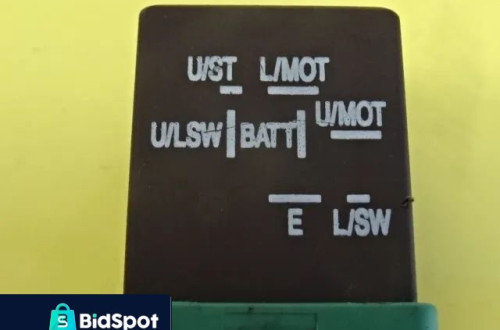 U/ST L/MOT
U/MOT
U/LSW BATT
E L/SW
S BidSpot